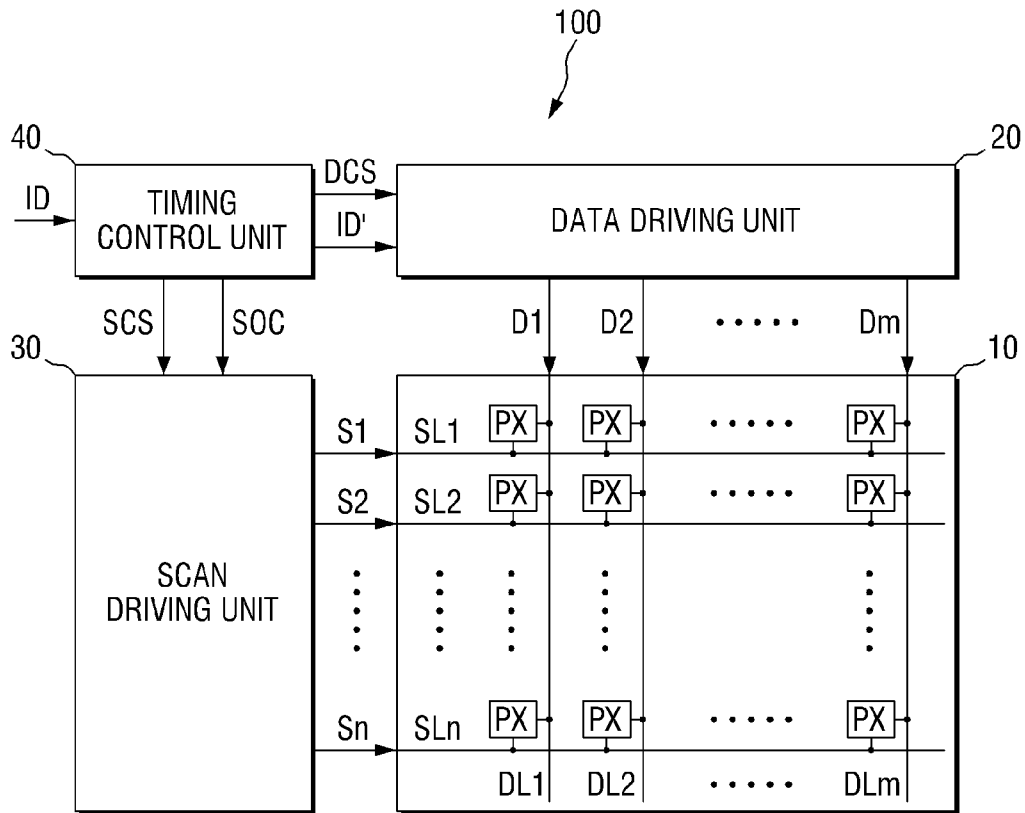 100
40
20
ID
TIMING
CONTROL UNIT
DCS
ID'
DATA DRIVING UNIT
SCS
SOC
D1
D2
.....
Dm
30
10
SCAN
DRIVING UNIT
S1
SL1
PX
PX
.....
PX
S2
SL2
PX
PX
.....
PX
Sn
SLn
PX
PX
.....
PX
DL1
DL2
.....
DLm